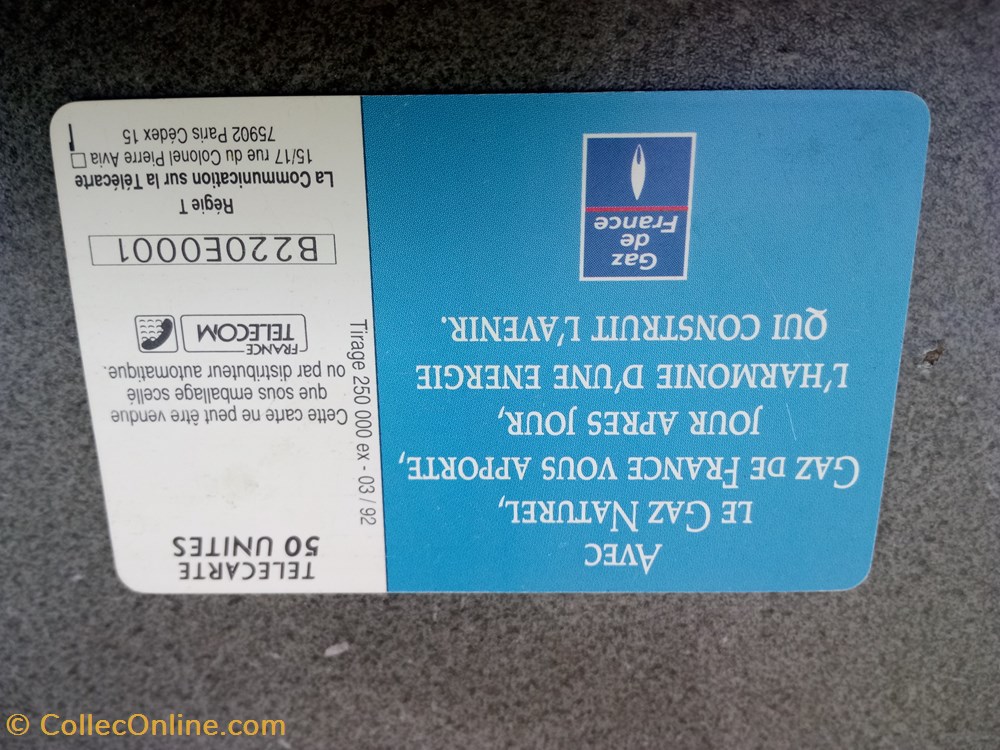 AVEC
LE GAZ NATUREL,
GAZ DE FRANCE VOUS APPORTE,
JOUR APRES JOUR,
L'HARMONIE D'UNE ENERGIE
QUI CONSTRUIT L'AVENIR.
Gaz
de
France
TELECARTE
50 UNITES
Tirage 250 000 ex - 03 / 92
Cette carte ne peut être vendue
que sous emballage scellé
ou par distributeur automatique.
FRANCE
TELECOM
B220E0001
Régie T
La Communication sur la Télécarte
15/17 rue du Colonel Pierre Avia
75902 Paris Cédex 15
© CollecOnline.com